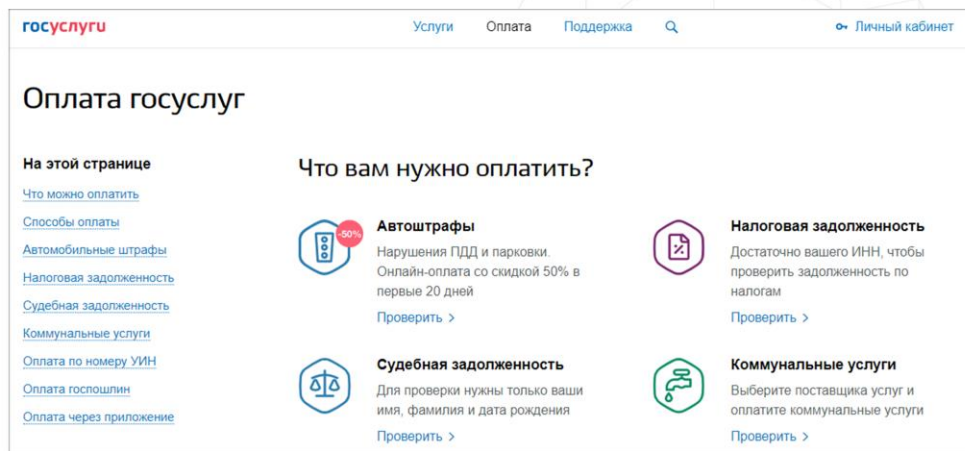 госуслуги
Услуги Оплата Поддержка Личный кабинет
Оплата госуслуг
На этой странице
Что можно оплатить
Способы оплаты
Автомобильные штрафы
Налоговая задолженность
Судебная задолженность
Коммунальные услуги
Оплата по номеру УИН
Оплата госпошлин
Оплата через приложение
Что вам нужно оплатить?
-50%
Автоштрафы
Нарушения ПДД и парковки.
Онлайн-оплата со скидкой 50% в
первые 20 дней
Проверить >
Налоговая задолженность
Достаточно вашего ИНН, чтобы
проверить задолженность по
налогам
Проверить >
Судебная задолженность
Для проверки нужны только ваши
имя, фамилия и дата рождения
Проверить >
Коммунальные услуги
Выберите поставщика услуг и
оплатите коммунальные услуги
Проверить >